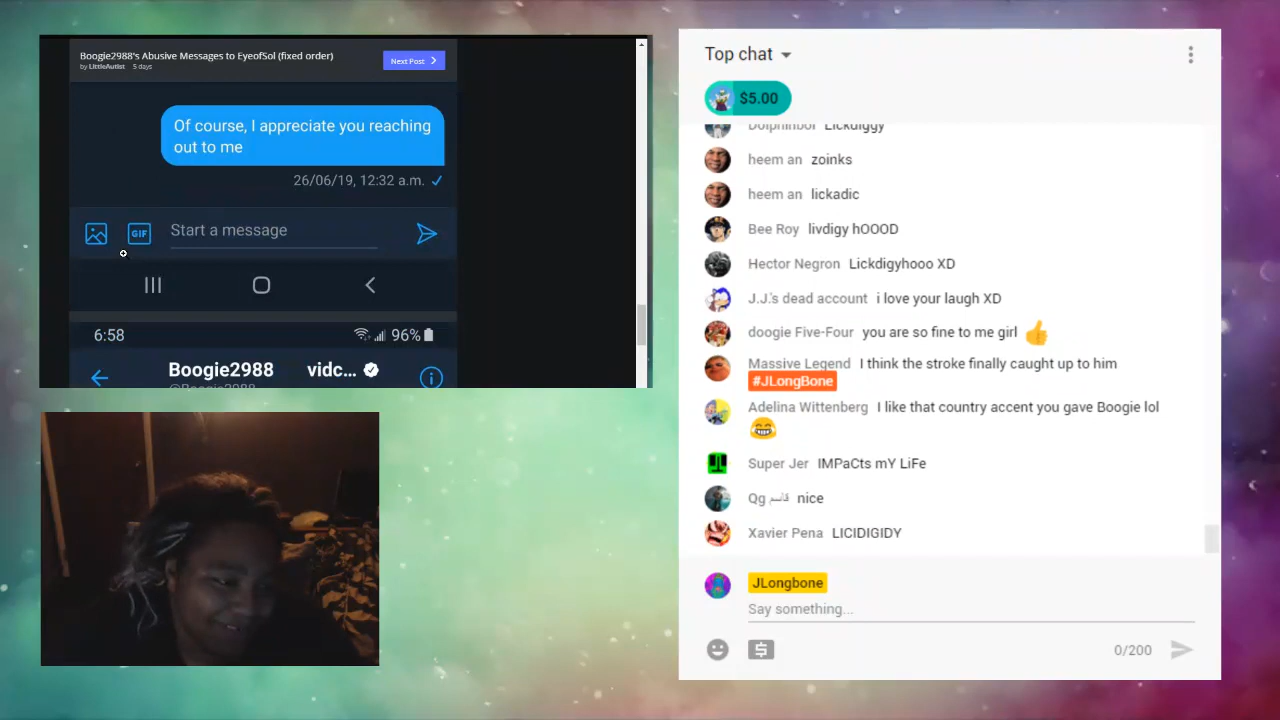 Boogie2988's Abusive Messages to EyeofSol (fixed order)
by LittleAutist 5 days
Next Post
Of course, I appreciate you reaching
out to me
26/06/19, 12:32 a.m.
GIF Start a message
6:58 96%
Boogie2988 vidc...
@Boogie2988
Top chat
$5.00
Dolphinboi Lickdiggy
heem an zoinks
heem an lickadic
Bee Roy livdigy hOOOD
Hector Negron Lickdigyhooo XD
J.J.'s dead account i love your laugh XD
doogie Five-Four you are so fine to me girl 👍
Massive Legend I think the stroke finally caught up to him
#JLongBone
Adelina Wittenberg I like that country accent you gave Boogie lol
😂
Super Jer IMPaCts mY LiFe
Qg قاسم nice
Xavier Pena LICIDIGIDY
JLongbone
Say something...
0/200